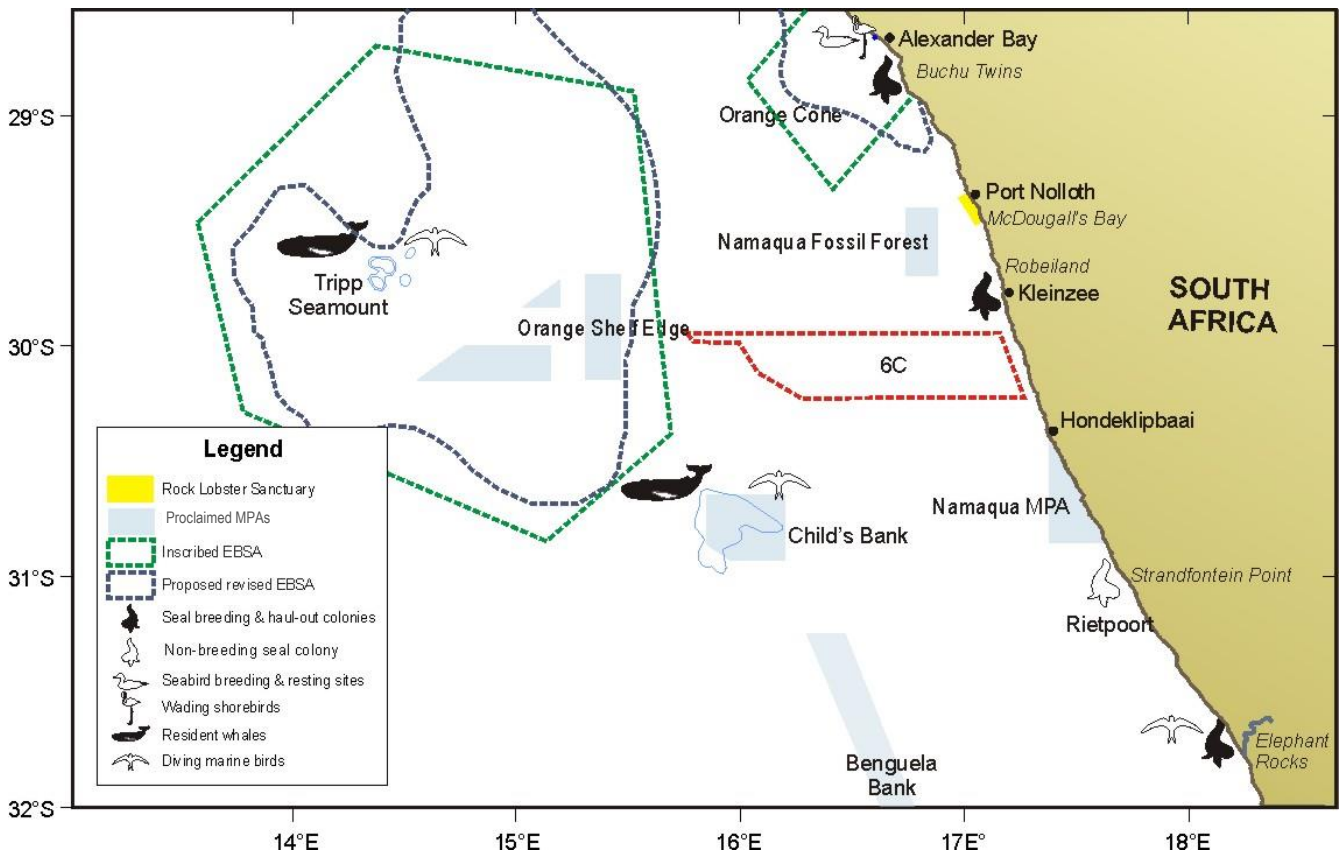 Alexander Bay
Buchu Twins
29°S
Orange Cone
Port Nolloth
McDougall's Bay
Namaqua Fossil Forest
Robeiland
Kleinzee
Tripp
Seamount
SOUTH
AFRICA
Orange Shelf Edge
30°S
6C
Hondeklipbaai
Legend
Rock Lobster Sanctuary
Proclaimed MPAs
Inscribed EBSA
Proposed revised EBSA
Seal breeding & haul-out colonies
Non-breeding seal colony
Seabird breeding & resting sites
Wading shorebirds
Resident whales
Diving marine birds
Namaqua MPA
Child's Bank
31°S
Strandfontein Point
Rietpoort
Elephant
Rocks
Benguela
Bank
32°S
14°E
15°E
16°E
17°E
18°E